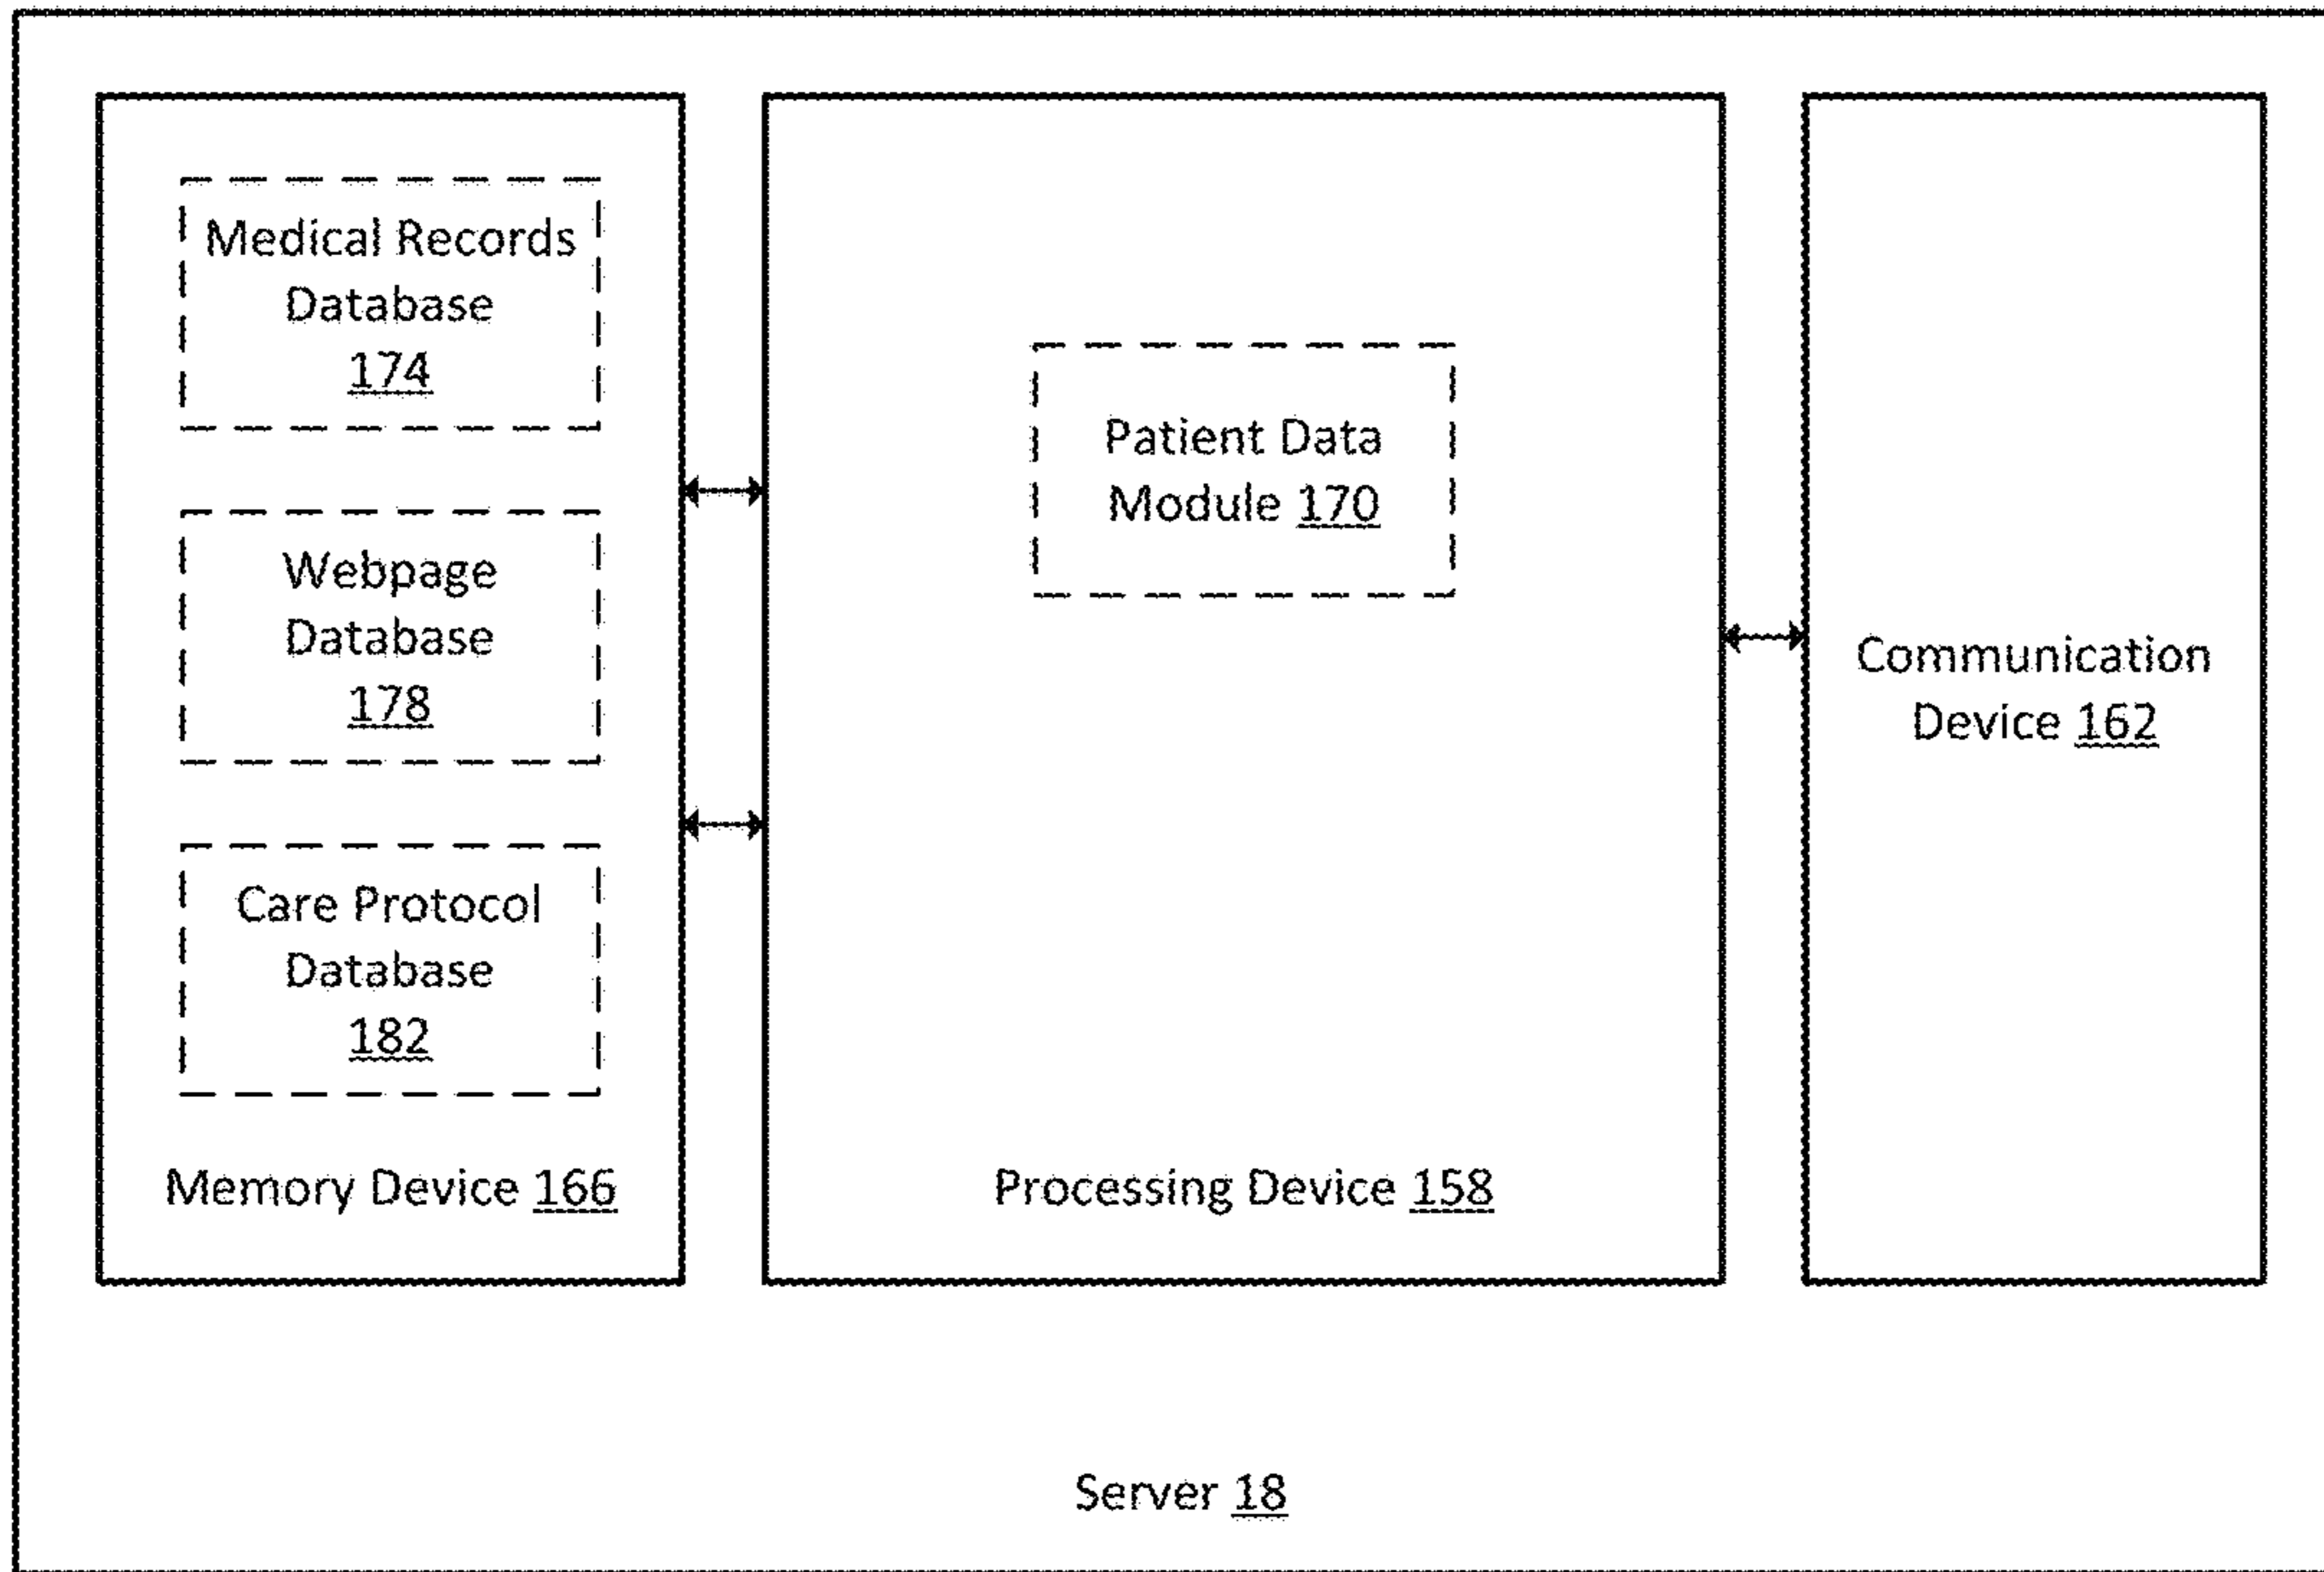 Medical Records
Database
174
Webpage
Database
178
Care Protocol
Database
182
Memory Device 166
Patient Data
Module 170
Processing Device 158
Communication
Device 162
Server 18